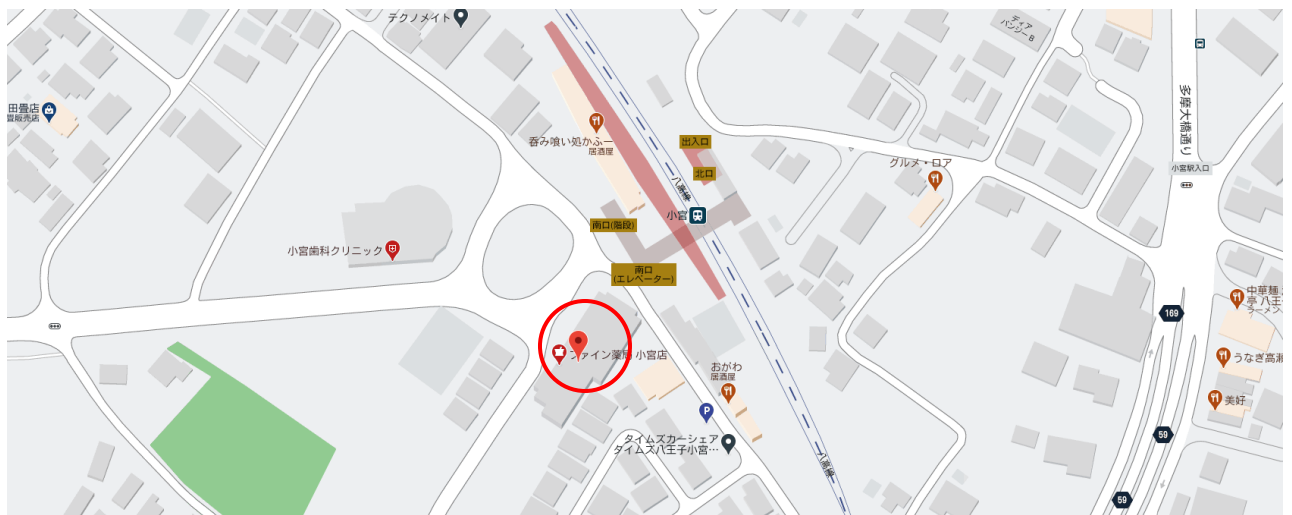 テクノメイト
ティア
パンジーB
田畳店
畳販売店
多摩大橋通り
呑み喰い処かふー
居酒屋
出入口
北口
八高線
グルメ・ロア
小宮駅入口
小宮
南口(階段)
小宮歯科クリニック
南口
(エレベーター)
中華麺
亭 八王
ラーメン
169
ファイン薬局 小宮店
うなぎ高瀬
おがわ
居酒屋
美好
P
タイムズカーシェア
タイムズ八王子小宮…
59
八高線
59